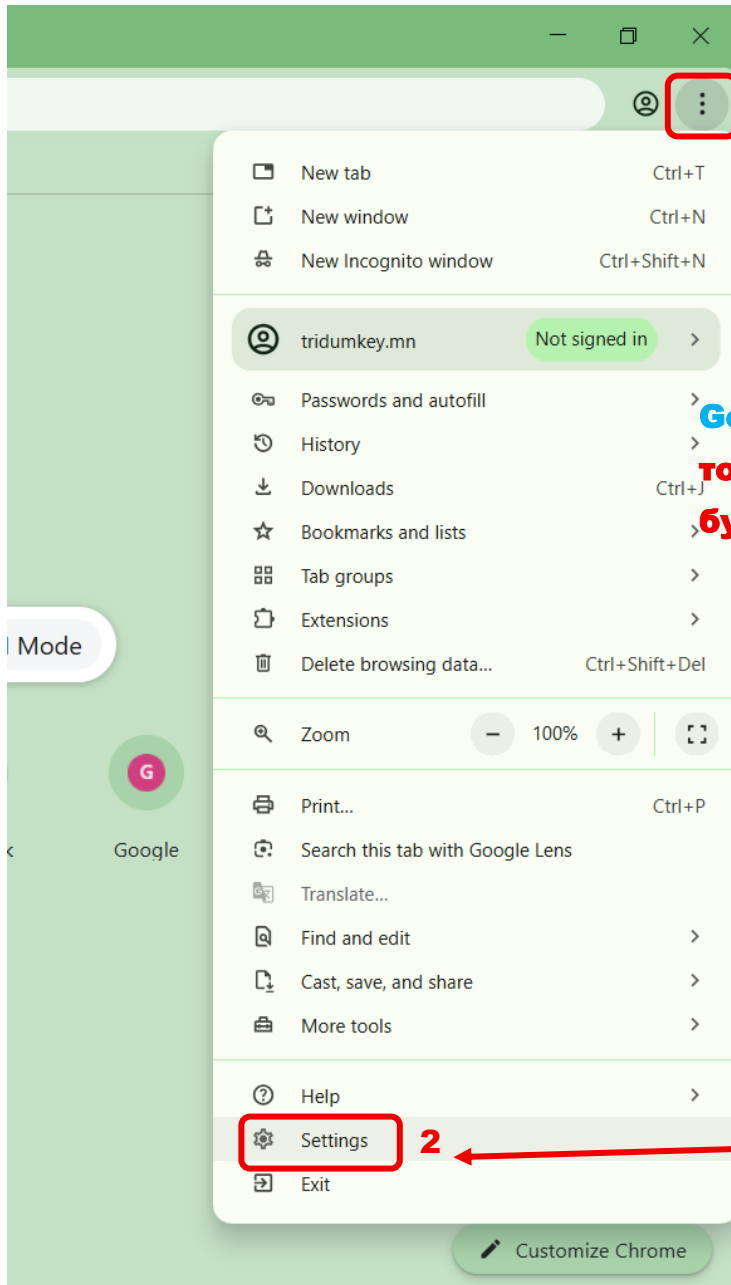 New tab Ctrl+T
New window Ctrl+N
New Incognito window Ctrl+Shift+N
tridumkey.mn Not signed in
Passwords and autofill
History
Downloads Ctrl+J
Bookmarks and lists
Tab groups
Extensions
Mode
Delete browsing data... Ctrl+Shift+Del
Zoom − 100% +
G
Print... Ctrl+P
Google
Search this tab with Google Lens
Translate...
Find and edit
Cast, save, and share
More tools
Help
Settings 2
Exit
Customize Chrome